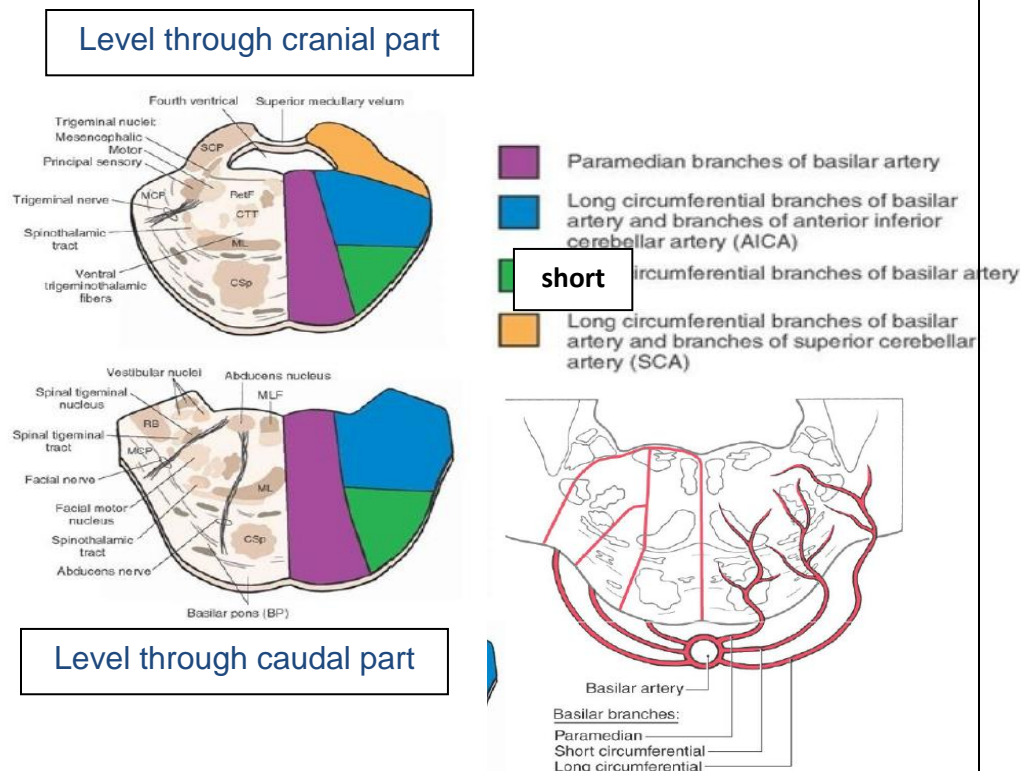 Level through cranial part
Fourth ventrical
Superior medullary velum
Trigeminal nuclei:
Mesencephalic
Motor
Principal sensory
SCP
MCP
RetF
Trigeminal nerve
CTT
Spinothalamic
tract
ML
Ventral
trigeminothalamic
fibers
CSp
Paramedian branches of basilar artery
Long circumferential branches of basilar
artery and branches of anterior inferior
cerebellar artery (AICA)
short
ircumferential branches of basilar artery
Long circumferential branches of basilar
artery and branches of superior cerebellar
artery (SCA)
Vestibular nuclei
Abducens nucleus
Spinal tigeminal
nucleus
MLF
RB
Spinal tigeminal
tract
MCP
Facial nerve
ML
Facial motor
nucleus
Spinothalamic
tract
CSp
Abducens nerve
Basilar pons (BP)
Level through caudal part
Basilar artery
Basilar branches:
Paramedian
Short circumferential
Long circumferential